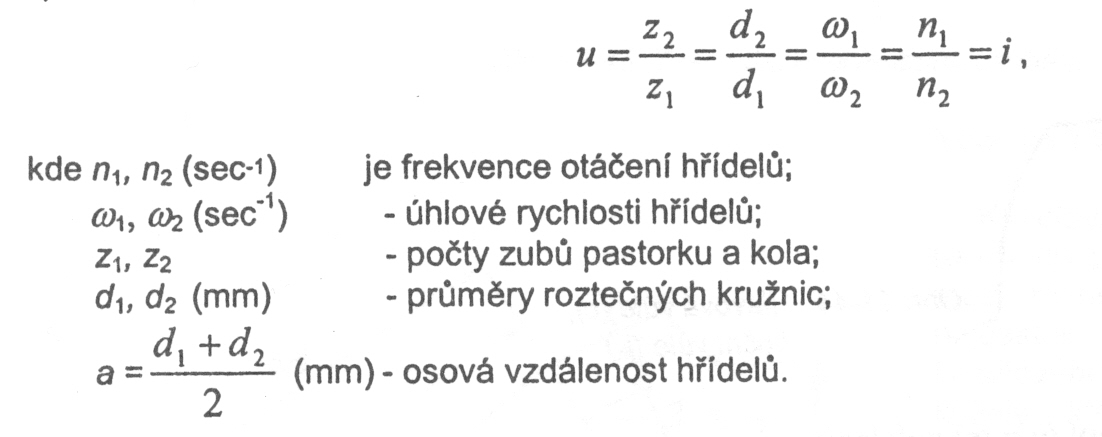 u = z₂/z₁ = d₂/d₁ = ω₁/ω₂ = n₁/n₂ = i ,
kde n₁, n₂ (sec-1) je frekvence otáčení hřídelů;
ω₁, ω₂ (sec⁻¹) - úhlové rychlosti hřídelů;
z₁, z₂ - počty zubů pastorku a kola;
d₁, d₂ (mm) - průměry roztečných kružnic;
a = (d₁ + d₂)/2 (mm) - osová vzdálenost hřídelů.